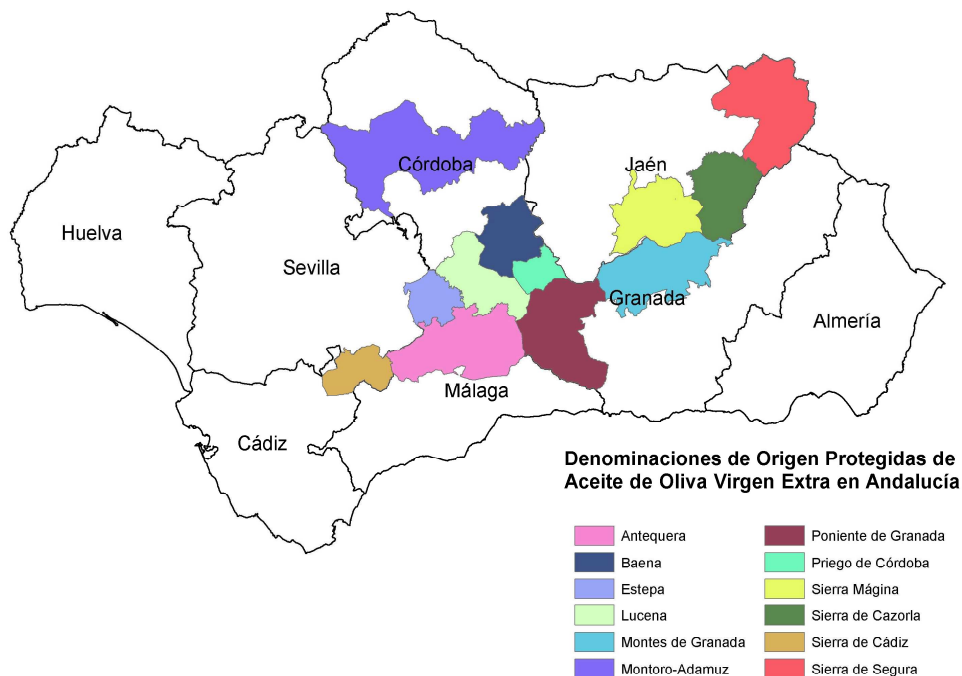 Córdoba
Jaén
Huelva
Sevilla
Granada
Almería
Málaga
Cádiz
Denominaciones de Origen Protegidas de
Aceite de Oliva Virgen Extra en Andalucía
Antequera
Baena
Estepa
Lucena
Montes de Granada
Montoro-Adamuz
Poniente de Granada
Priego de Córdoba
Sierra Mágina
Sierra de Cazorla
Sierra de Cádiz
Sierra de Segura